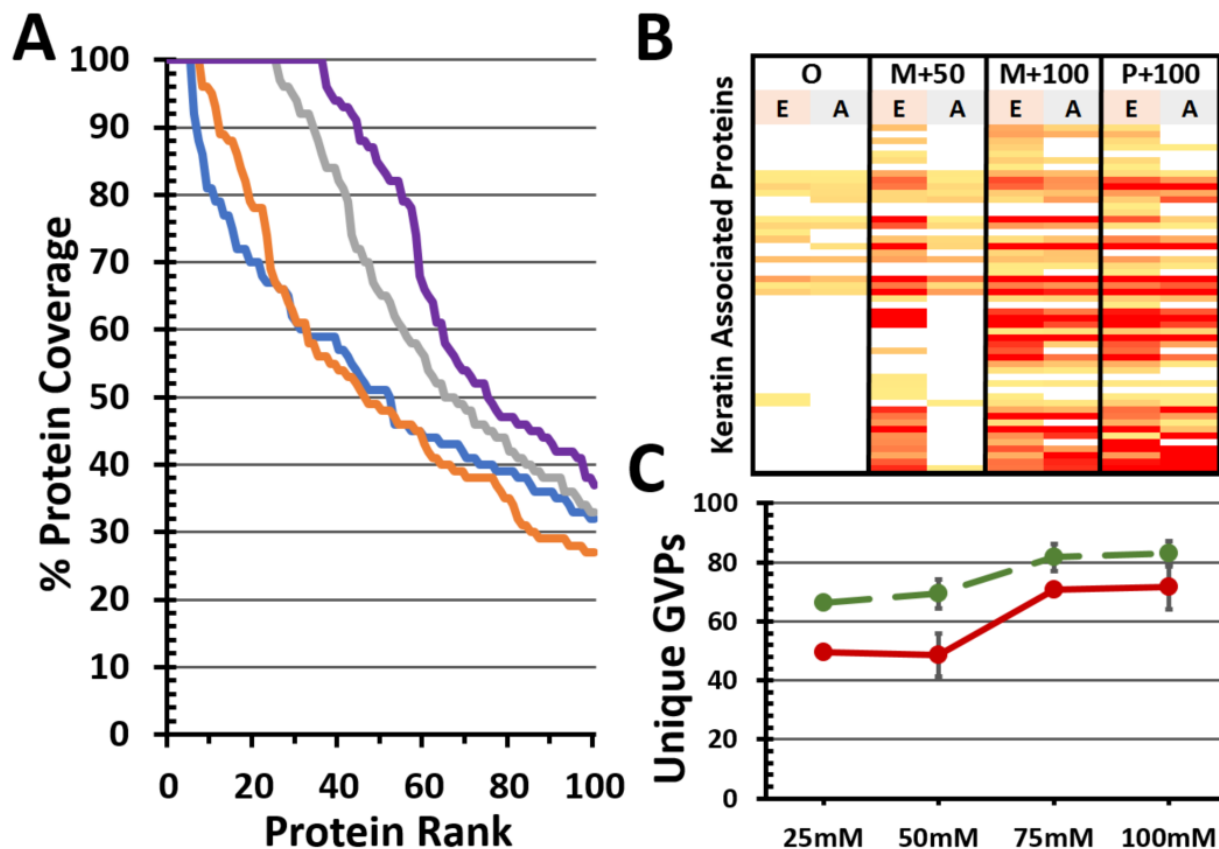 A
100
90
80
70
60
50
40
30
20
10
0
% Protein Coverage
0 20 40 60 80 100
Protein Rank
B
O M+50 M+100 P+100
E A E A E A E A
Keratin Associated Proteins
C
100
80
60
40
20
0
Unique GVPs
25mM 50mM 75mM 100mM